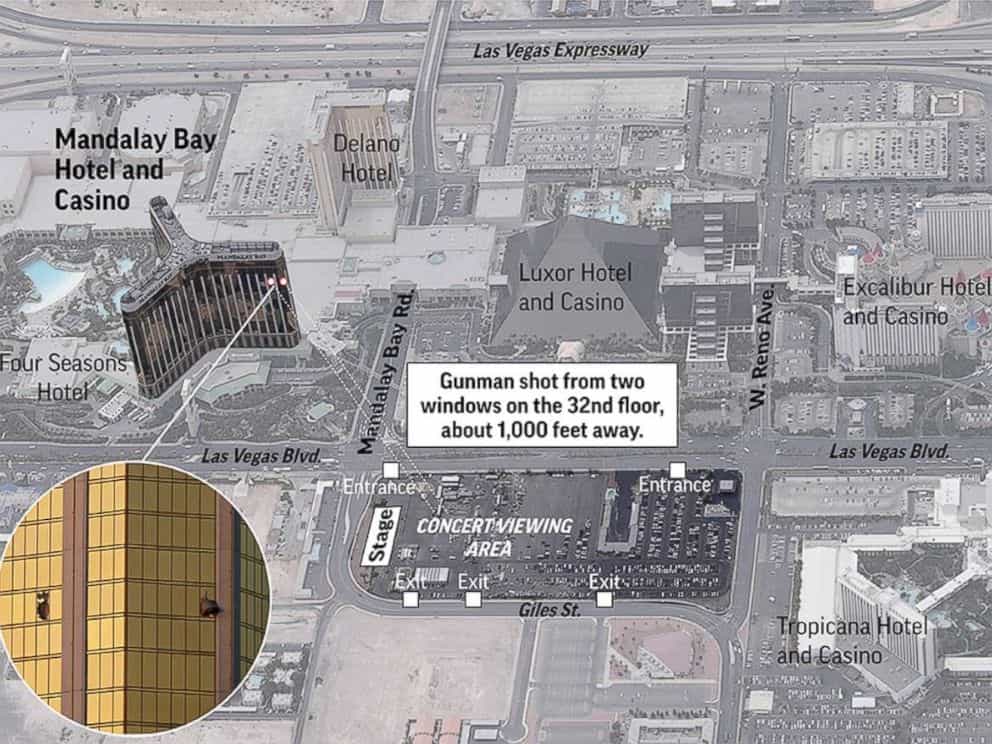 Las Vegas Expressway
Mandalay Bay
Hotel and
Casino
Delano
Hotel
MANDALAY BAY
Luxor Hotel
and Casino
Excalibur Hotel
and Casino
Four Seasons
Hotel
Mandalay Bay Rd.
W. Reno Ave.
Gunman shot from two
windows on the 32nd floor,
about 1,000 feet away.
Las Vegas Blvd.
Las Vegas Blvd.
Entrance
Entrance
Stage
CONCERT VIEWING
AREA
Exit
Exit
Exit
Giles St.
Tropicana Hotel
and Casino